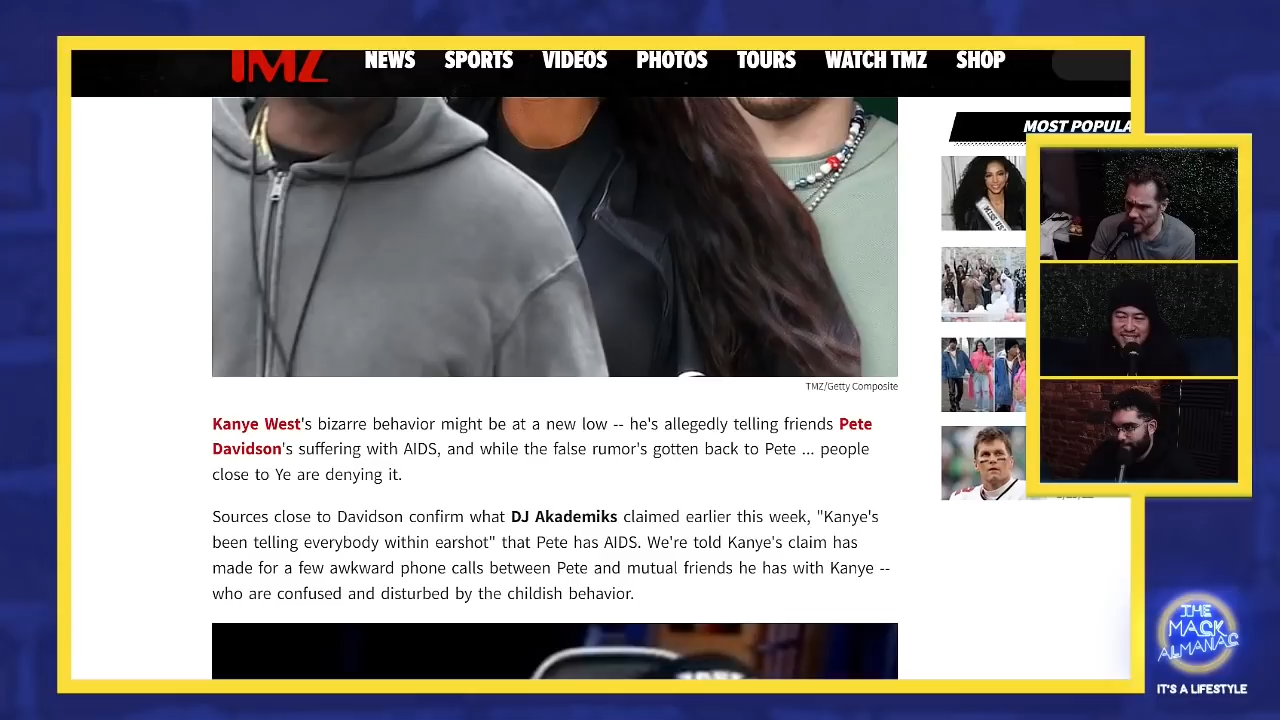 TMZ
NEWS SPORTS VIDEOS PHOTOS TOURS WATCH TMZ SHOP
MOST POPULA
MISS US
TMZ/Getty Composite
Kanye West's bizarre behavior might be at a new low -- he's allegedly telling friends Pete
Davidson's suffering with AIDS, and while the false rumor's gotten back to Pete ... people
close to Ye are denying it.
Sources close to Davidson confirm what DJ Akademiks claimed earlier this week, "Kanye's
been telling everybody within earshot" that Pete has AIDS. We're told Kanye's claim has
made for a few awkward phone calls between Pete and mutual friends he has with Kanye --
who are confused and disturbed by the childish behavior.
THE
MACK
ALMANAC
IT'S A LIFESTYLE